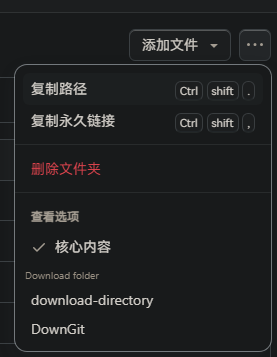 添加文件
复制路径 Ctrl shift .
复制永久链接 Ctrl shift ,
删除文件夹
查看选项
核心内容
Download folder
download-directory
DownGit